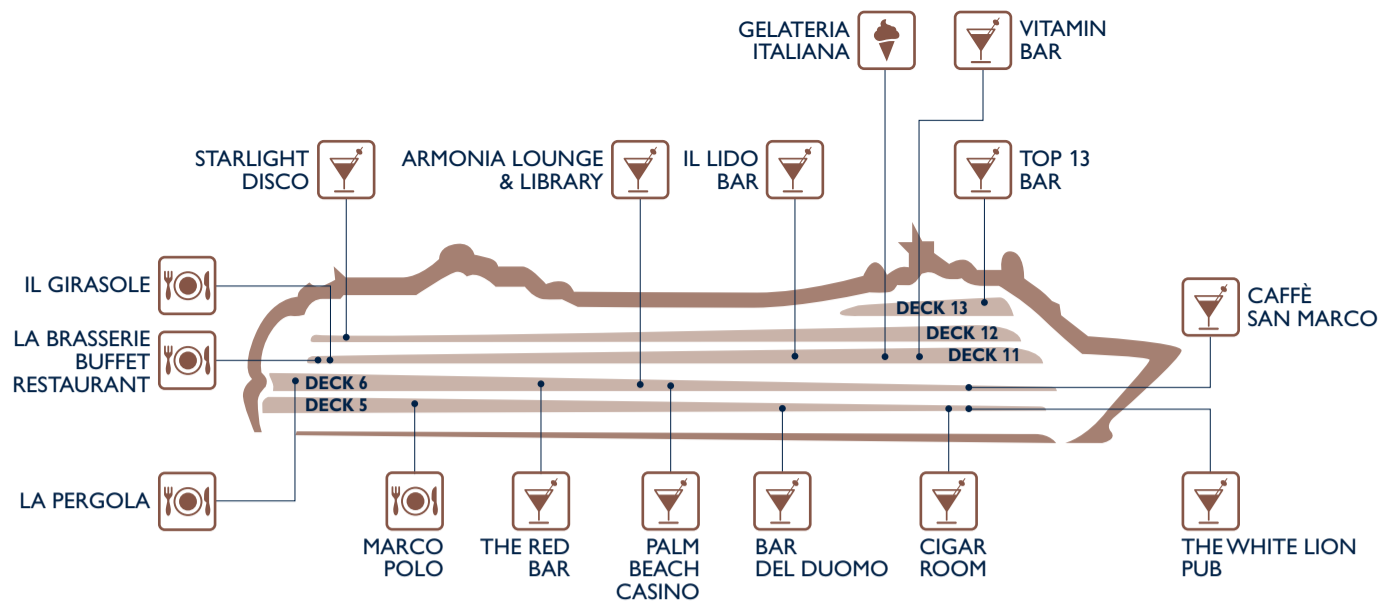 GELATERIA
ITALIANA
VITAMIN
BAR
STARLIGHT
DISCO
ARMONIA LOUNGE
& LIBRARY
IL LIDO
BAR
TOP 13
BAR
IL GIRASOLE
LA BRASSERIE
BUFFET
RESTAURANT
CAFFÈ
SAN MARCO
DECK 13
DECK 12
DECK 11
DECK 6
DECK 5
LA PERGOLA
MARCO
POLO
THE RED
BAR
PALM
BEACH
CASINO
BAR
DEL DUOMO
CIGAR
ROOM
THE WHITE LION
PUB